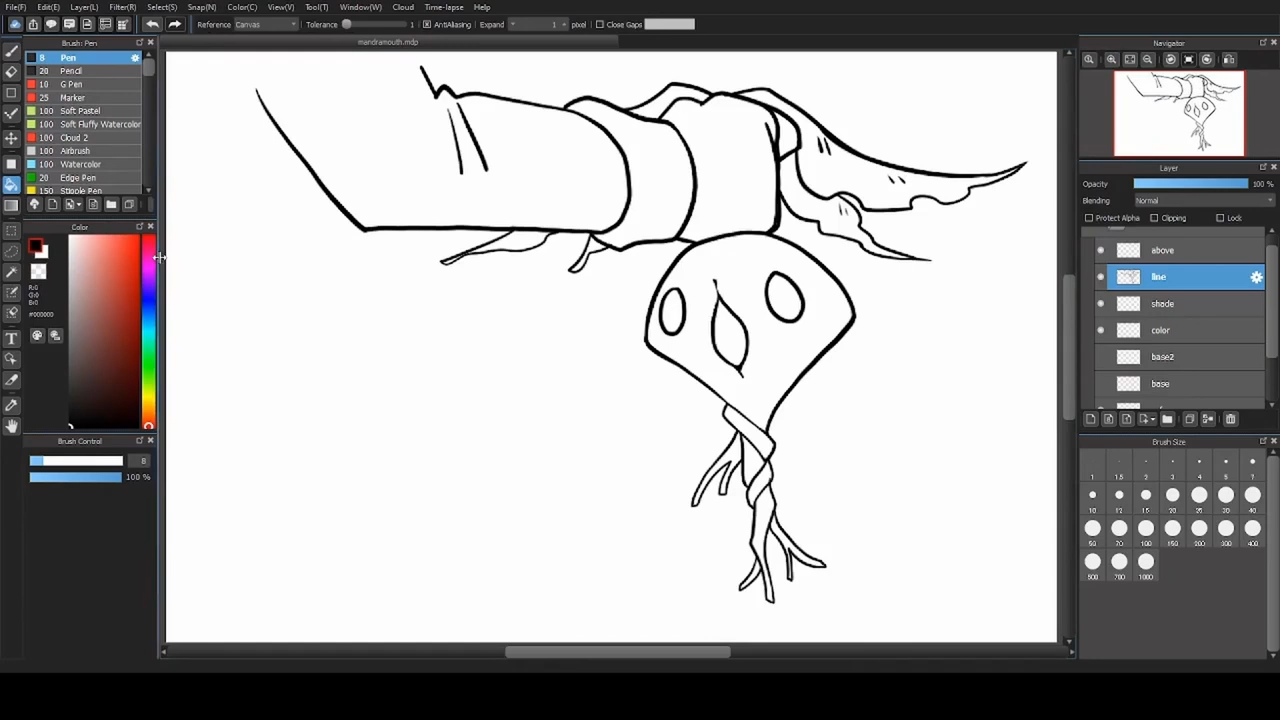 File(F) Edit(E) Layer(L) Filter(R) Select(S) Snap(N) Color(C) View(V) Tool(T) Window(W) Cloud Time-lapse Help
Reference Canvas Tolerance 1 AntiAliasing Expand 1 pixel Close Gaps
Brush: Pen
mandramouth.mdp
Navigator
8 Pen
20 Pencil
10 G Pen
25 Marker
100 Soft Pastel
100 Soft Fluffy Watercolor
100 Cloud 2
100 Airbrush
100 Watercolor
20 Edge Pen
150 Stipple Pen
Color
R:0
G:0
B:0
#000000
Brush Control
8
100 %
Layer
Opacity 100 %
Blending Normal
Protect Alpha Clipping Lock
above
line
shade
color
base2
base
Brush Size
1 1.5 2 3 4 5 7
10 12 15 20 25 30 40
50 70 100 150 200 300 400
500 700 1000